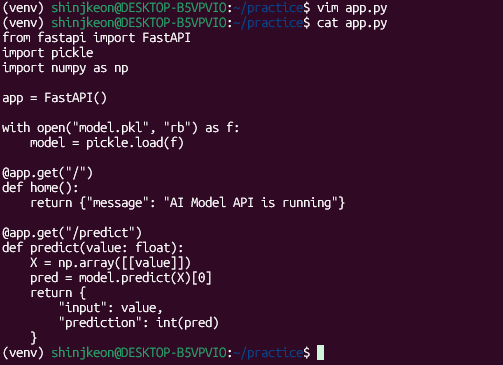 (venv) shinjkeon@DESKTOP-B5VPVIO:~/practice$ vim app.py
(venv) shinjkeon@DESKTOP-B5VPVIO:~/practice$ cat app.py
from fastapi import FastAPI
import pickle
import numpy as np

app = FastAPI()

with open("model.pkl", "rb") as f:
    model = pickle.load(f)

@app.get("/")
def home():
    return {"message": "AI Model API is running"}

@app.get("/predict")
def predict(value: float):
    X = np.array([[value]])
    pred = model.predict(X)[0]
    return {
        "input": value,
        "prediction": int(pred)
    }
(venv) shinjkeon@DESKTOP-B5VPVIO:~/practice$